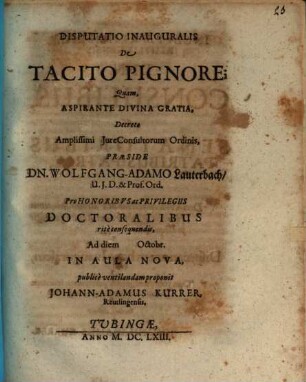 23
DISPUTATIO INAUGURALIS
De
TACITO PIGNORE:
Quam,
ASPIRANTE DIVINA GRATIA,
Decreto
Amplissimi JureConsultorum Ordinis,
PRÆSIDE
DN. WOLFGANG-ADAMO Lauterbach/
U. J. D. & Prof. Ord.
Pro HONORIBUS ac PRIVILEGIIS
DOCTORALIBUS
ritè consequendis,
Ad diem Octobr.
IN AULA NOVA,
publicè ventilandam proponit
JOHANN-ADAMUS KURRER,
Reudlingensis.
TUBINGÆ,
ANNO M. DC. LXIII.